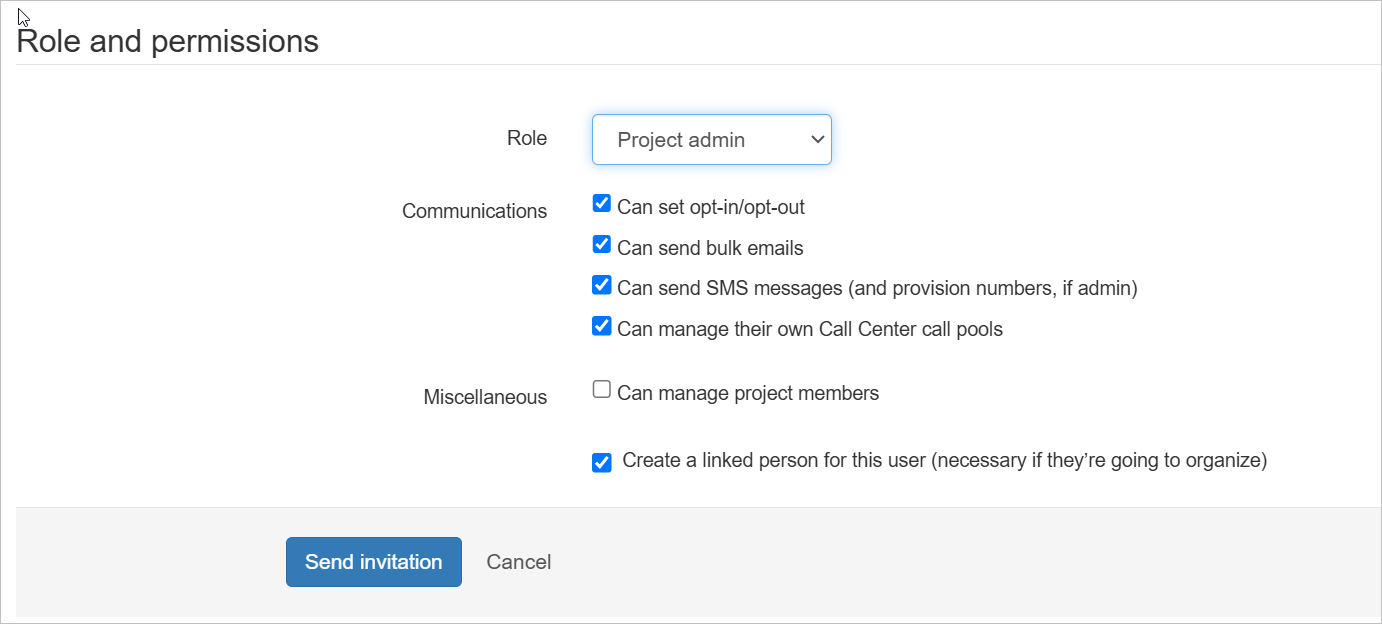 Role and permissions
Role
Project admin
Communications
Can set opt-in/opt-out
Can send bulk emails
Can send SMS messages (and provision numbers, if admin)
Can manage their own Call Center call pools
Miscellaneous
Can manage project members
Create a linked person for this user (necessary if they’re going to organize)
Send invitation
Cancel